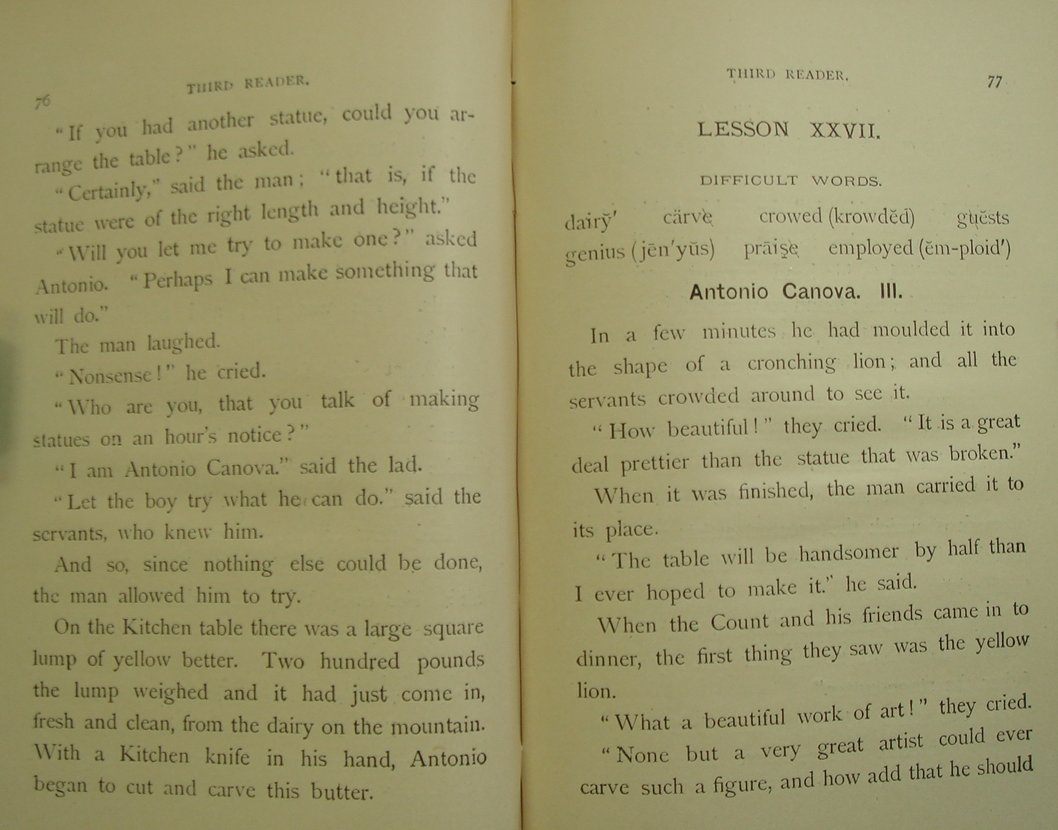 76
THIRD READER.
"If you had another statue, could you ar-
range the table?" he asked.
"Certainly," said the man; "that is, if the
statue were of the right length and height."
"Will you let me try to make one?" asked
Antonio. "Perhaps I can make something that
will do."
The man laughed.
"Nonsense!" he cried.
"Who are you, that you talk of making
statues on an hour's notice?"
"I am Antonio Canova." said the lad.
"Let the boy try what he can do." said the
servants, who knew him.
And so, since nothing else could be done,
the man allowed him to try.
On the Kitchen table there was a large square
lump of yellow better. Two hundred pounds
the lump weighed and it had just come in,
fresh and clean, from the dairy on the mountain.
With a Kitchen knife in his hand, Antonio
began to cut and carve this butter.
THIRD READER.
77
LESSON XXVII.
DIFFICULT WORDS.
dairy̆′ cärve̱ crowed (krowdĕd) gu̱ĕsts
genius (jēn′yŭs) prāişe̱ employed (ĕm-ploid′)
Antonio Canova. III.
In a few minutes he had moulded it into
the shape of a cronching lion; and all the
servants crowded around to see it.
"How beautiful!" they cried. "It is a great
deal prettier than the statue that was broken."
When it was finished, the man carried it to
its place.
"The table will be handsomer by half than
I ever hoped to make it." he said.
When the Count and his friends came in to
dinner, the first thing they saw was the yellow
lion.
"What a beautiful work of art!" they cried.
"None but a very great artist could ever
carve such a figure, and how add that he should